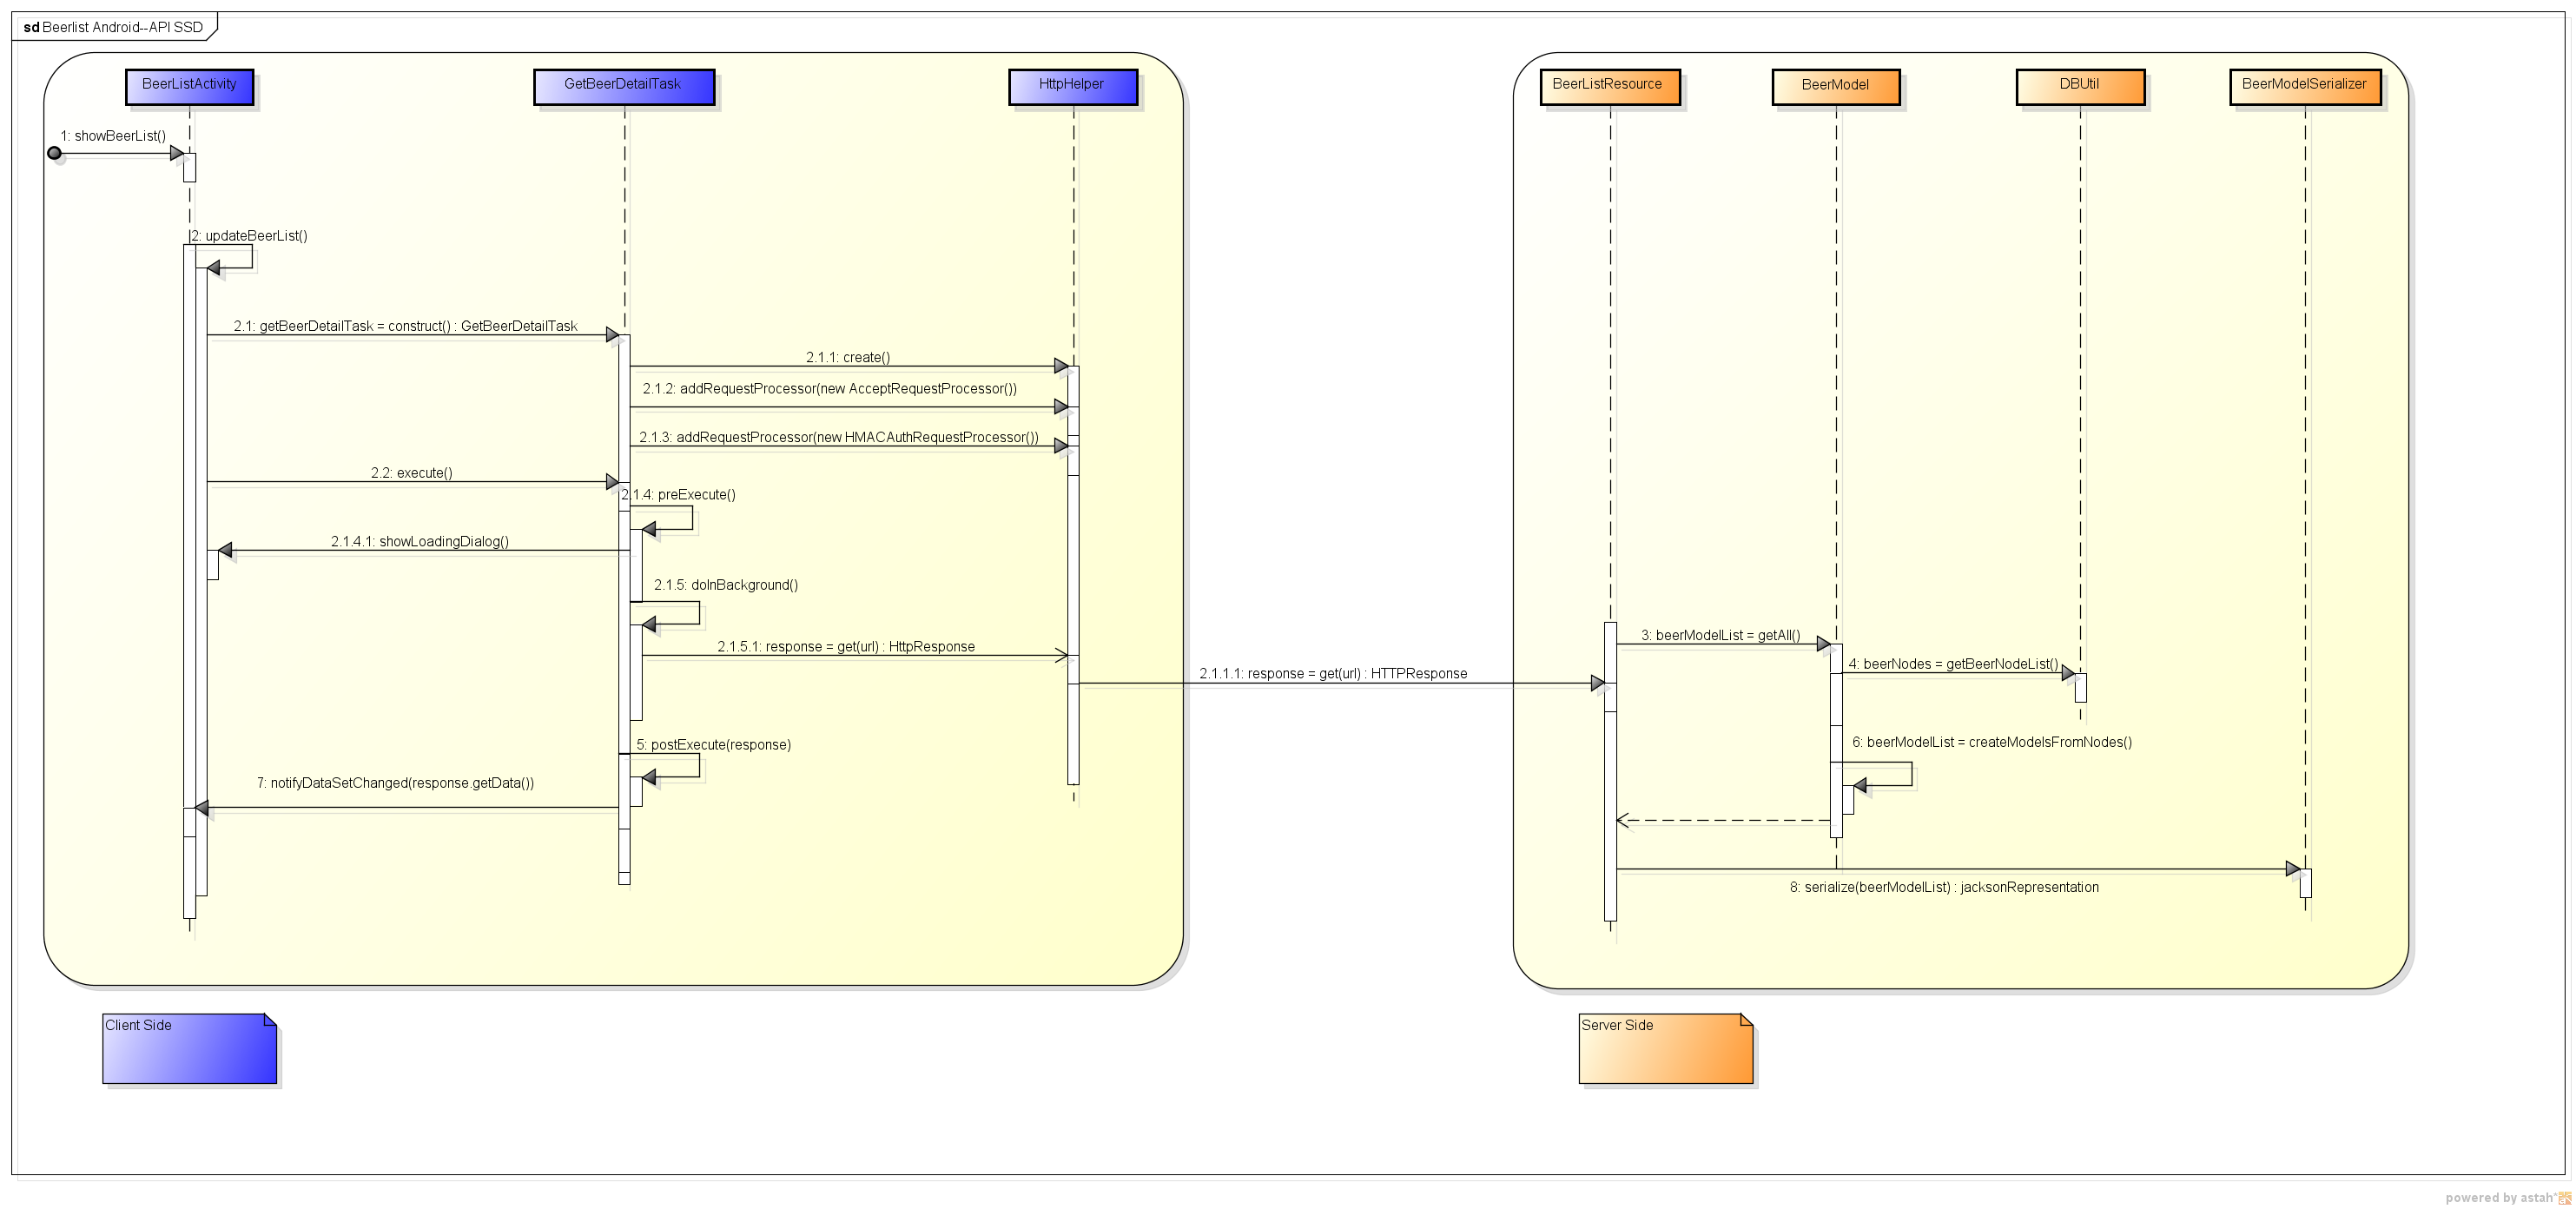 sd Beerlist Android--API SSD
BeerListActivity
GetBeerDetailTask
HttpHelper
BeerListResource
BeerModel
DBUtil
BeerModelSerializer
1: showBeerList()
2: updateBeerList()
2.1: getBeerDetailTask = construct() : GetBeerDetailTask
2.1.1: create()
2.1.2: addRequestProcessor(new AcceptRequestProcessor())
2.1.3: addRequestProcessor(new HMACAuthRequestProcessor())
2.2: execute()
2.1.4: preExecute()
2.1.4.1: showLoadingDialog()
2.1.5: doInBackground()
2.1.5.1: response = get(url) : HttpResponse
2.1.1.1: response = get(url) : HTTPResponse
3: beerModelList = getAll()
4: beerNodes = getBeerNodeList()
5: postExecute(response)
6: beerModelList = createModelsFromNodes()
7: notifyDataSetChanged(response.getData())
8: serialize(beerModelList) : jacksonRepresentation
Client Side
Server Side
powered by astah*